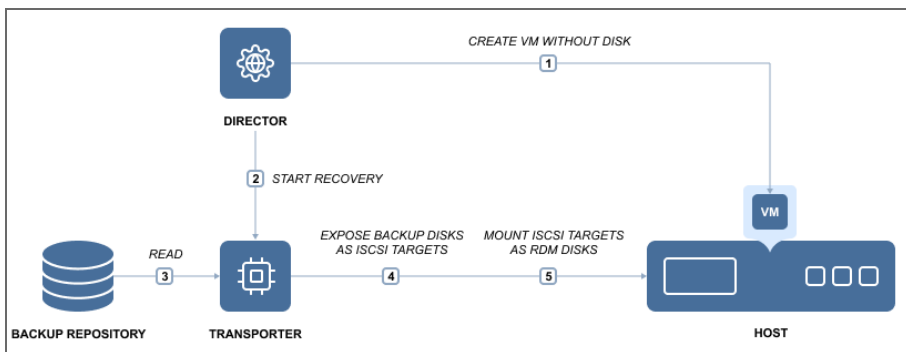 CREATE VM WITHOUT DISK
1
DIRECTOR
2
START RECOVERY
VM
READ
3
EXPOSE BACKUP DISKS
AS ISCSI TARGETS
4
MOUNT ISCSI TARGETS
AS RDM DISKS
5
BACKUP REPOSITORY
TRANSPORTER
HOST